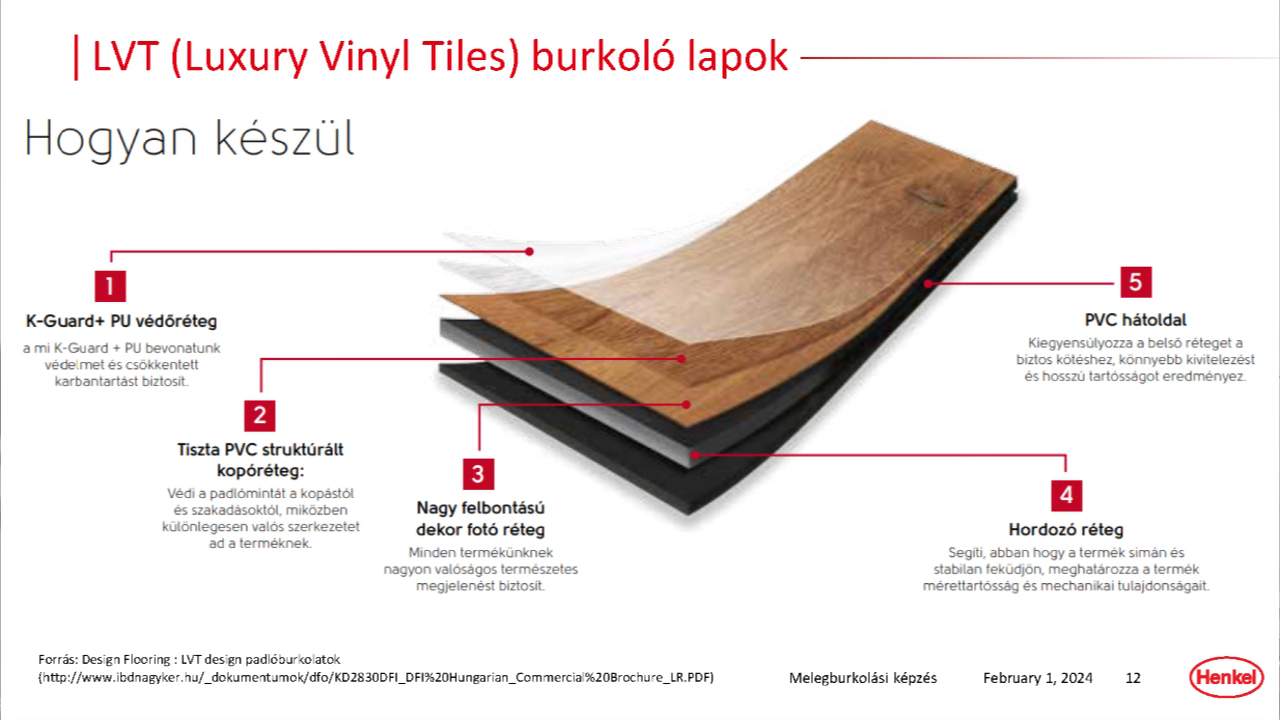 LVT (Luxury Vinyl Tiles) burkoló lapok
Hogyan készül
1
K-Guard+ PU védőréteg
a mi K-Guard + PU bevonatunk
védelmet és csökkentett
karbantartást biztosít.
2
Tiszta PVC struktúrált
kopóréteg:
Védi a padlómintát a kopástól
és szakadásoktól, miközben
különlegesen valós szerkezetet
ad a terméknek.
3
Nagy felbontású
dekor fotó réteg
Minden termékünknek
nagyon valóságos természetes
megjelenést biztosít.
4
Hordozó réteg
Segíti, abban hogy a termék simán és
stabilan feküdjön, meghatározza a termék
mérettartósság és mechanikai tulajdonságait.
5
PVC hátoldal
Kiegyensúlyozza a belső réteget a
biztos kötéshez, könnyebb kivitelezést
és hosszú tartósságot eredményez.
Forrás: Design Flooring : LVT design padlóburkolatok
(http://www.ibdnagyker.hu/_dokumentumok/dfo/KD2830DFI_DFI%20Hungarian_Commercial%20Brochure_LR.PDF)
Melegburkolási képzés
February 1, 2024
12
Henkel